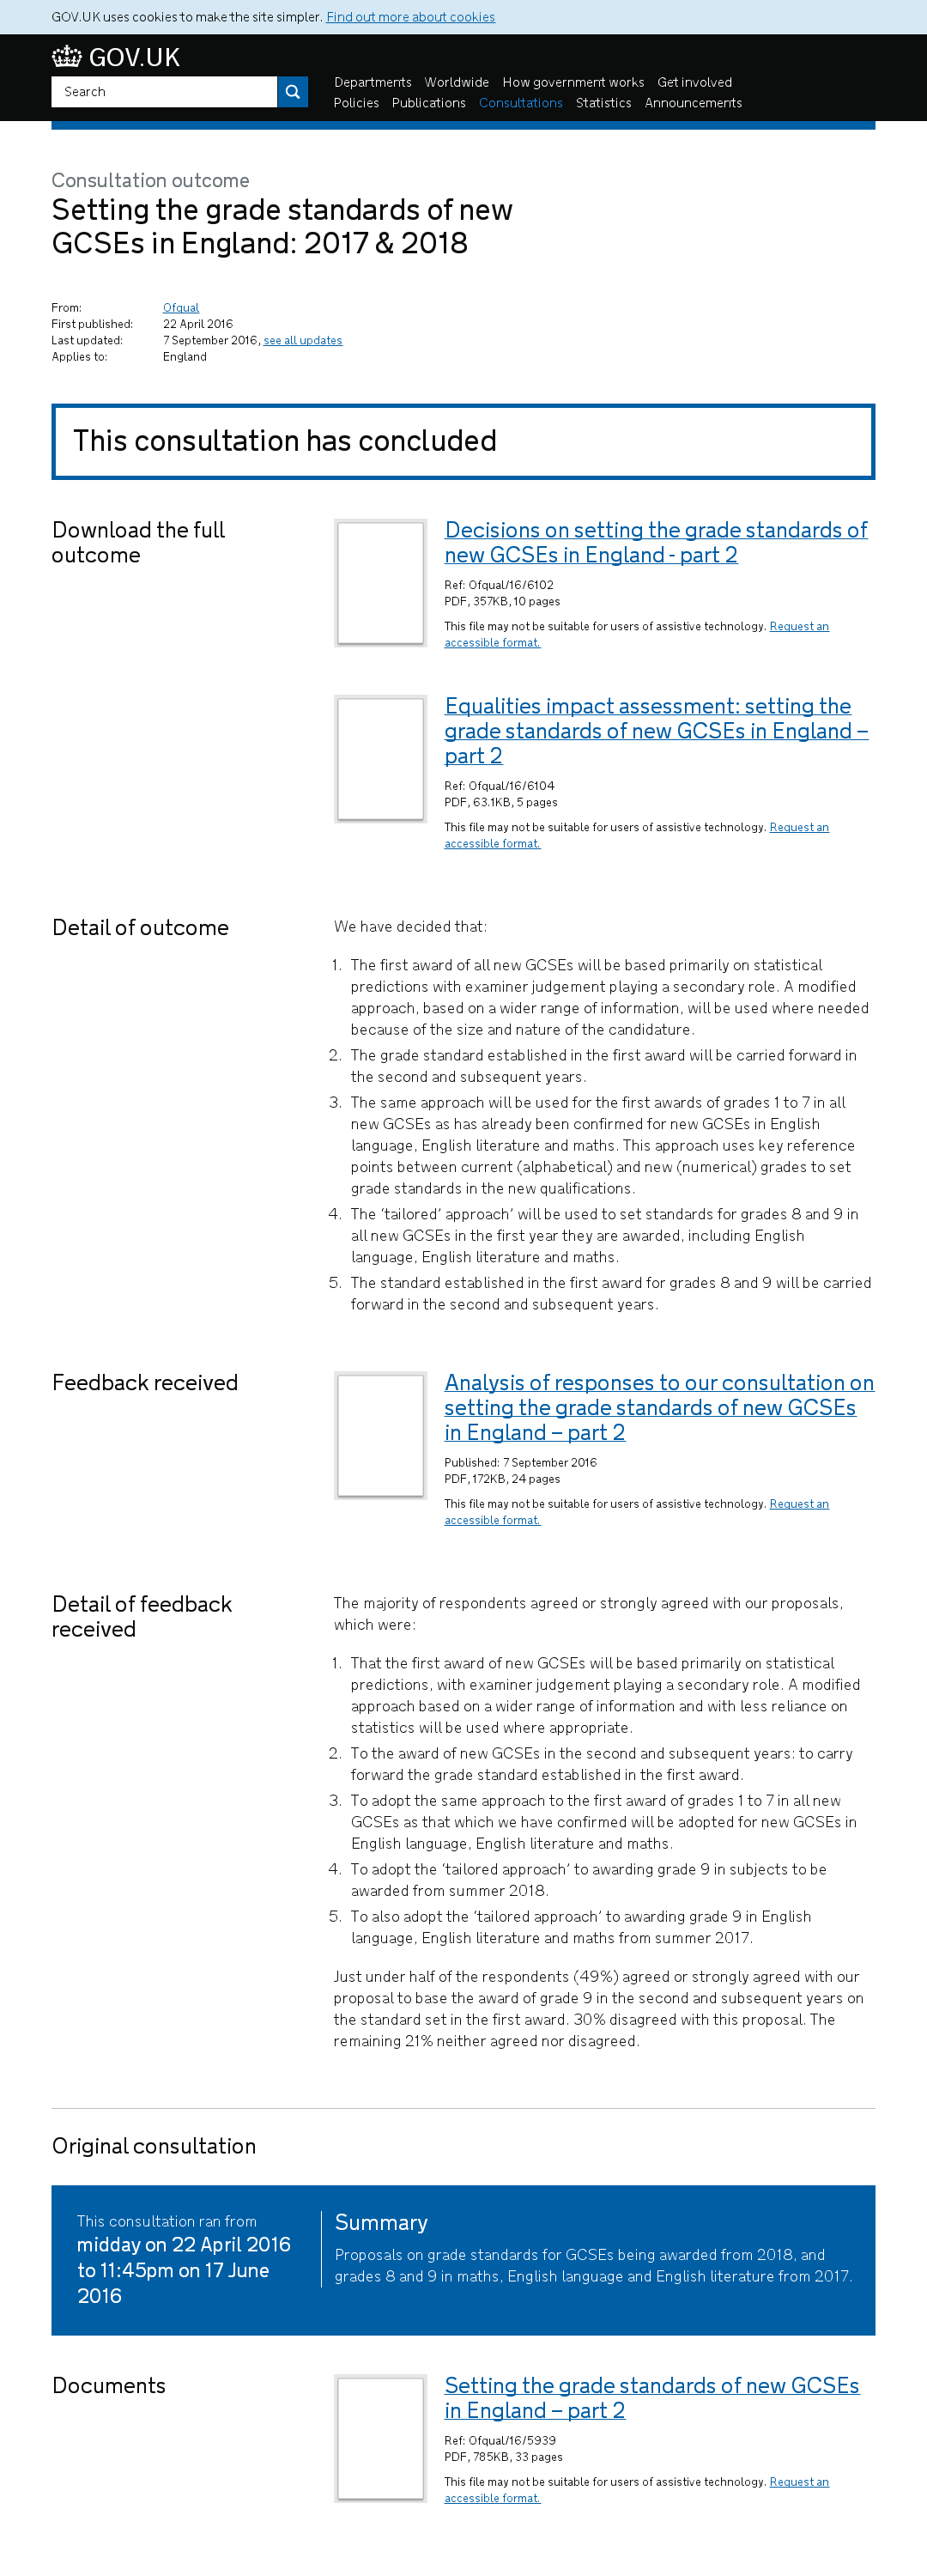 GOV.UK uses cookies to make the site simpler. Find out more about cookies
GOV.UK
Search
Departments Worldwide How government works Get involved
Policies Publications Consultations Statistics Announcements
Consultation outcome
Setting the grade standards of new
GCSEs in England: 2017 & 2018
From: Ofqual
First published: 22 April 2016
Last updated: 7 September 2016, see all updates
Applies to: England
This consultation has concluded
Download the full
outcome
Decisions on setting the grade standards of
new GCSEs in England - part 2
Ref: Ofqual/16/6102
PDF, 357KB, 10 pages
This file may not be suitable for users of assistive technology. Request an
accessible format.
Equalities impact assessment: setting the
grade standards of new GCSEs in England –
part 2
Ref: Ofqual/16/6104
PDF, 63.1KB, 5 pages
This file may not be suitable for users of assistive technology. Request an
accessible format.
Detail of outcome
We have decided that:
1. The first award of all new GCSEs will be based primarily on statistical
predictions with examiner judgement playing a secondary role. A modified
approach, based on a wider range of information, will be used where needed
because of the size and nature of the candidature.
2. The grade standard established in the first award will be carried forward in
the second and subsequent years.
3. The same approach will be used for the first awards of grades 1 to 7 in all
new GCSEs as has already been confirmed for new GCSEs in English
language, English literature and maths. This approach uses key reference
points between current (alphabetical) and new (numerical) grades to set
grade standards in the new qualifications.
4. The ‘tailored’ approach’ will be used to set standards for grades 8 and 9 in
all new GCSEs in the first year they are awarded, including English
language, English literature and maths.
5. The standard established in the first award for grades 8 and 9 will be carried
forward in the second and subsequent years.
Feedback received
Analysis of responses to our consultation on
setting the grade standards of new GCSEs
in England – part 2
Published: 7 September 2016
PDF, 172KB, 24 pages
This file may not be suitable for users of assistive technology. Request an
accessible format.
Detail of feedback
received
The majority of respondents agreed or strongly agreed with our proposals,
which were:
1. That the first award of new GCSEs will be based primarily on statistical
predictions, with examiner judgement playing a secondary role. A modified
approach based on a wider range of information and with less reliance on
statistics will be used where appropriate.
2. To the award of new GCSEs in the second and subsequent years: to carry
forward the grade standard established in the first award.
3. To adopt the same approach to the first award of grades 1 to 7 in all new
GCSEs as that which we have confirmed will be adopted for new GCSEs in
English language, English literature and maths.
4. To adopt the ‘tailored approach’ to awarding grade 9 in subjects to be
awarded from summer 2018.
5. To also adopt the ‘tailored approach’ to awarding grade 9 in English
language, English literature and maths from summer 2017.
Just under half of the respondents (49%) agreed or strongly agreed with our
proposal to base the award of grade 9 in the second and subsequent years on
the standard set in the first award. 30% disagreed with this proposal. The
remaining 21% neither agreed nor disagreed.
Original consultation
This consultation ran from
midday on 22 April 2016
to 11:45pm on 17 June
2016
Summary
Proposals on grade standards for GCSEs being awarded from 2018, and
grades 8 and 9 in maths, English language and English literature from 2017.
Documents
Setting the grade standards of new GCSEs
in England – part 2
Ref: Ofqual/16/5939
PDF, 785KB, 33 pages
This file may not be suitable for users of assistive technology. Request an
accessible format.